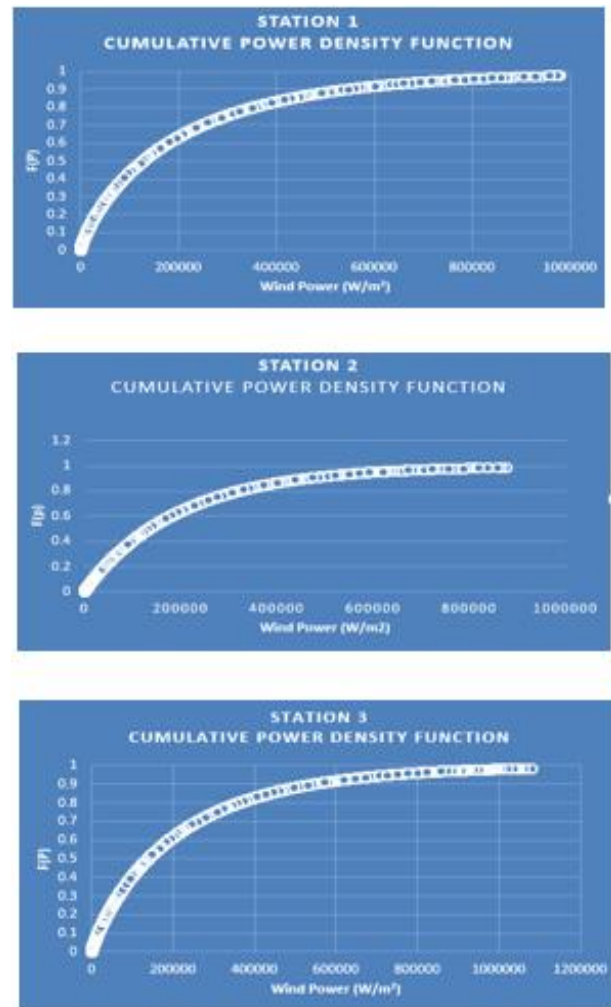 STATION 1
CUMULATIVE POWER DENSITY FUNCTION
F(P)
1
0.9
0.8
0.7
0.6
0.5
0.4
0.3
0.2
0.1
0
0 200000 400000 600000 800000 1000000
Wind Power (W/m²)
STATION 2
CUMULATIVE POWER DENSITY FUNCTION
F(p)
1.2
1
0.8
0.6
0.4
0.2
0
0 200000 400000 600000 800000 1000000
Wind Power (W/m2)
STATION 3
CUMULATIVE POWER DENSITY FUNCTION
F(P)
1
0.9
0.8
0.7
0.6
0.5
0.4
0.3
0.2
0.1
0
0 200000 400000 600000 800000 1000000 1200000
Wind Power (W/m²)